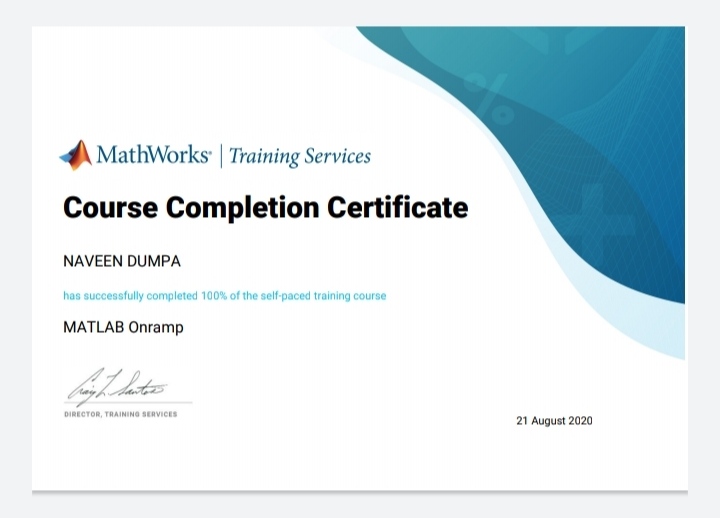 MathWorks® | Training Services
Course Completion Certificate
NAVEEN DUMPA
has successfully completed 100% of the self-paced training course
MATLAB Onramp
Craig L. Santos
DIRECTOR, TRAINING SERVICES
21 August 2020